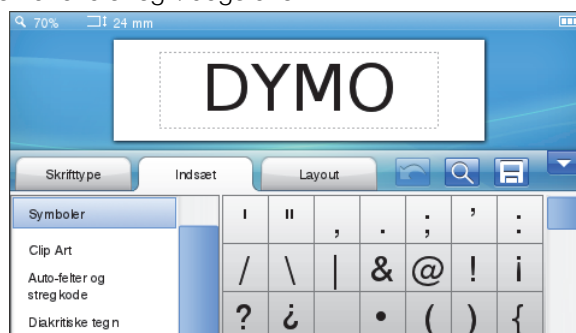 70% 24 mm
DYMO
Skrifttype Indsæt Layout
Symboler
Clip Art
Auto-felter og
stregkode
Diakritiske tegn
' " , . ; ’ :
/ \ | & @ ! ¡
? ¿ • ( ) {